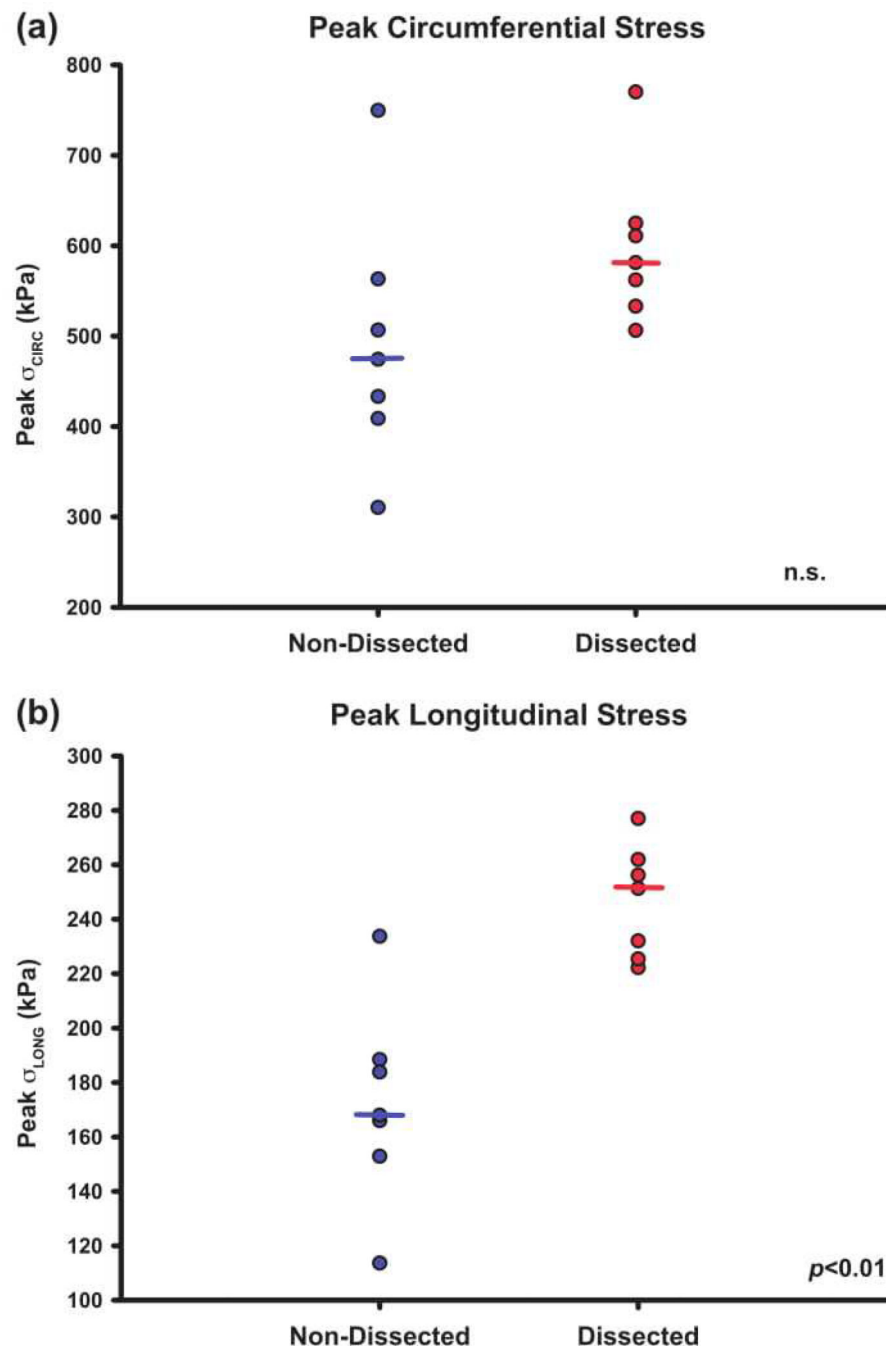 (a)
Peak Circumferential Stress
800
700
600
500
400
300
200
Peak σCIRC (kPa)
n.s.
Non-Dissected Dissected
(b)
Peak Longitudinal Stress
300
280
260
240
220
200
180
160
140
120
100
Peak σLONG (kPa)
p<0.01
Non-Dissected Dissected